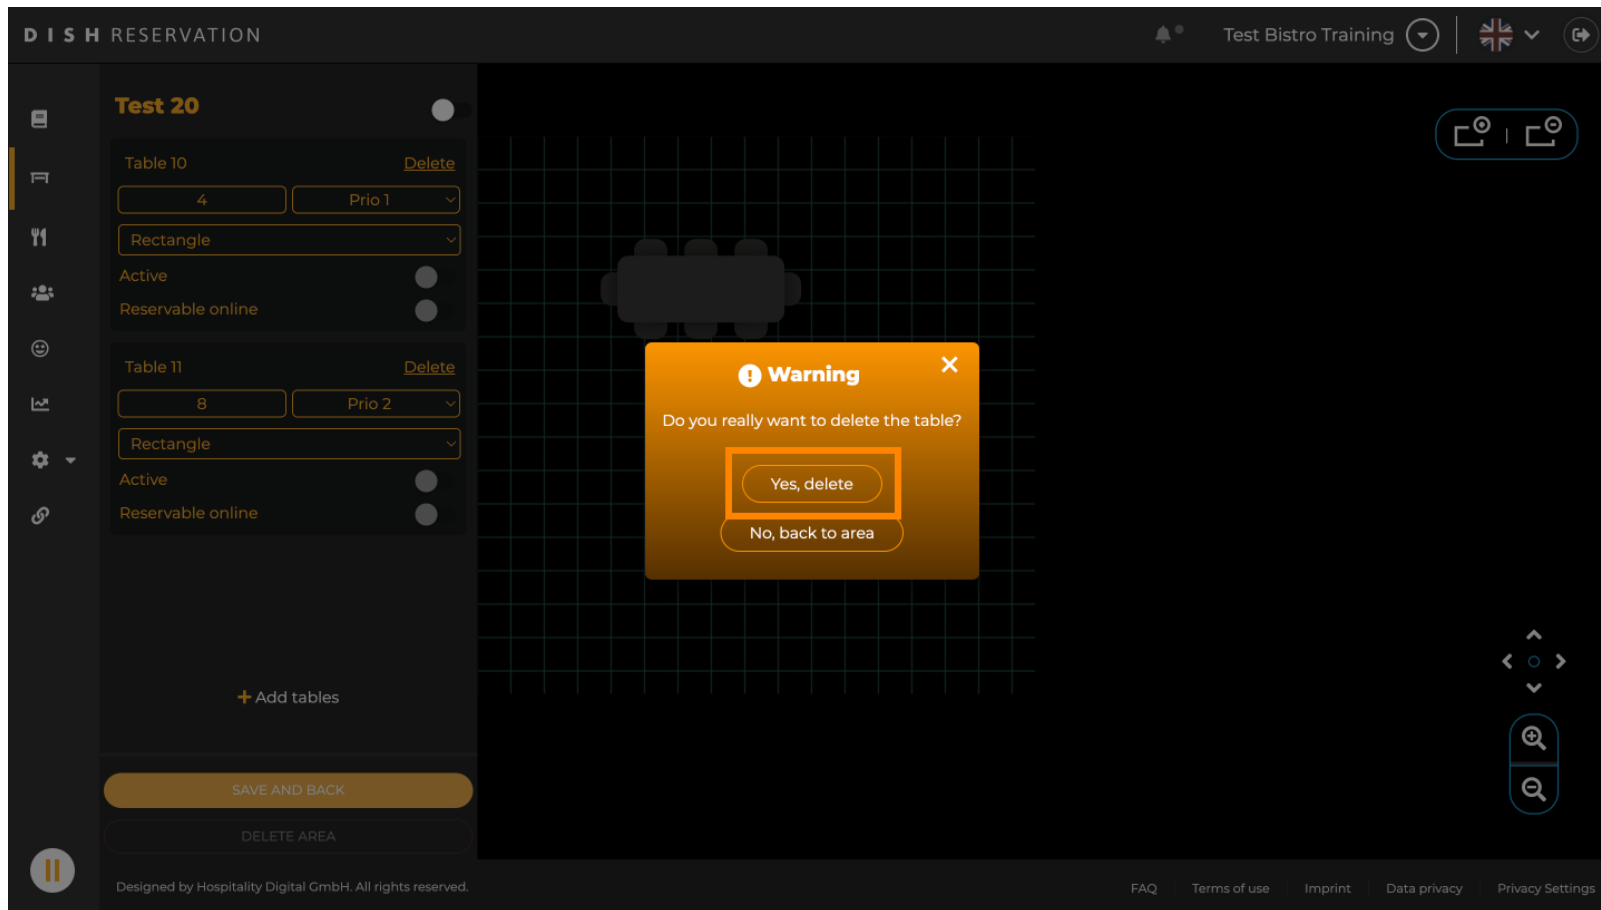 DISH RESERVATION
Test Bistro Training
Test 20
Table 10 Delete
4 Prio 1
Rectangle
Active
Reservable online
Table 11 Delete
8 Prio 2
Rectangle
Active
Reservable online
Add tables
SAVE AND BACK
DELETE AREA
Warning
Do you really want to delete the table?
Yes, delete
No, back to area
Designed by Hospitality Digital GmbH. All rights reserved.
FAQ Terms of use Imprint Data privacy Privacy Settings